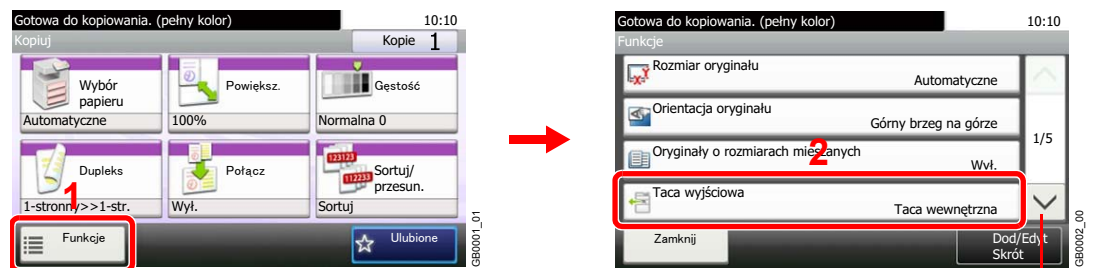 Gotowa do kopiowania. (pełny kolor)
10:10
Kopiuj
Kopie 1
Wybór
papieru
Automatyczne
Powiększ.
100%
Gęstość
Normalna 0
Dupleks
1-stronny>>1-str.
Połącz
Wył.
123123
112233
Sortuj/
przesun.
Sortuj
1
Funkcje
Ulubione
GB0001_01
Gotowa do kopiowania. (pełny kolor)
10:10
Funkcje
Rozmiar oryginału
Automatyczne
Orientacja oryginału
Górny brzeg na górze
1/5
Oryginały o rozmiarach mieszanych
Wył.
2
Taca wyjściowa
Taca wewnętrzna
Zamknij
Dod/Edyt
Skrót
GB0002_00